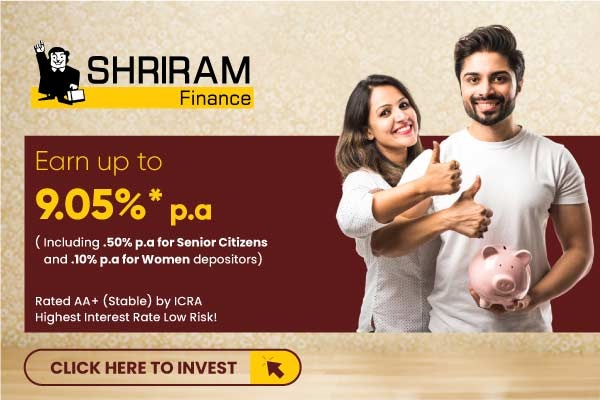 SHRIRAM
Finance
Earn up to
9.05%* p.a
( Including .50% p.a for Senior Citizens
and .10% p.a for Women depositors)
Rated AA+ (Stable) by ICRA
Highest Interest Rate Low Risk!
CLICK HERE TO INVEST